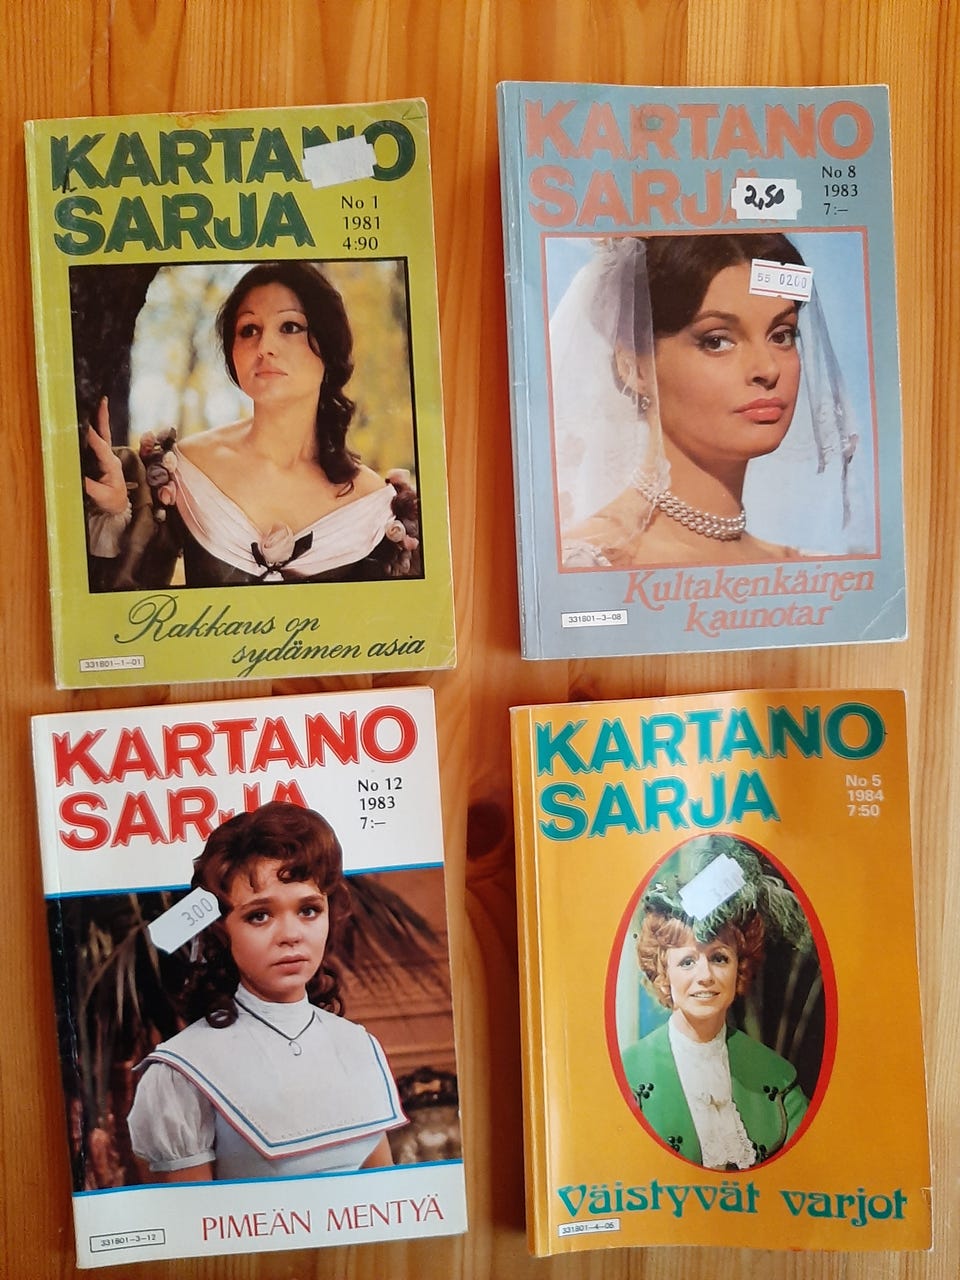 KARTANO
SARJA
No 1
1981
4:90
Rakkaus on
sydämen asia
331801-1-01
KARTANO
SARJA
No 8
1983
7:–
2,50
55 0200
Kultakenkäinen
kaunotar
331801-3-08
KARTANO
SARJA
No 12
1983
7:–
3.00
PIMEÄN MENTYÄ
331801-3-12
KARTANO
SARJA
No 5
1984
7:50
Väistyvät varjot
331801-4-05